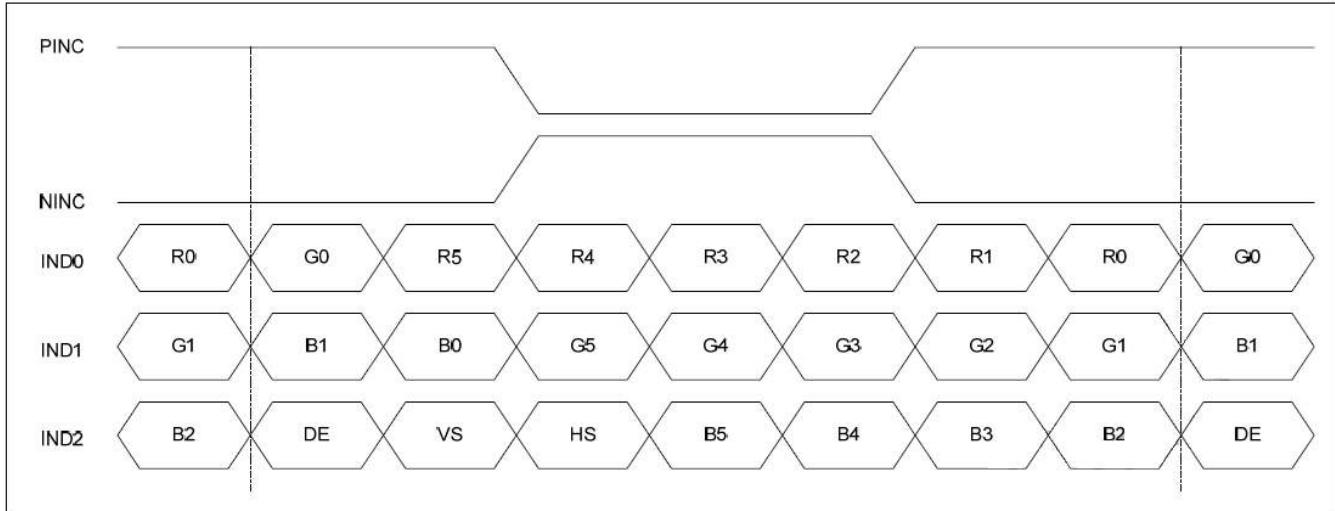 PINC
NINC
IND0 R0 G0 R5 R4 R3 R2 R1 R0 G0
IND1 G1 B1 B0 G5 G4 G3 G2 G1 B1
IND2 B2 DE VS HS B5 B4 B3 B2 DE